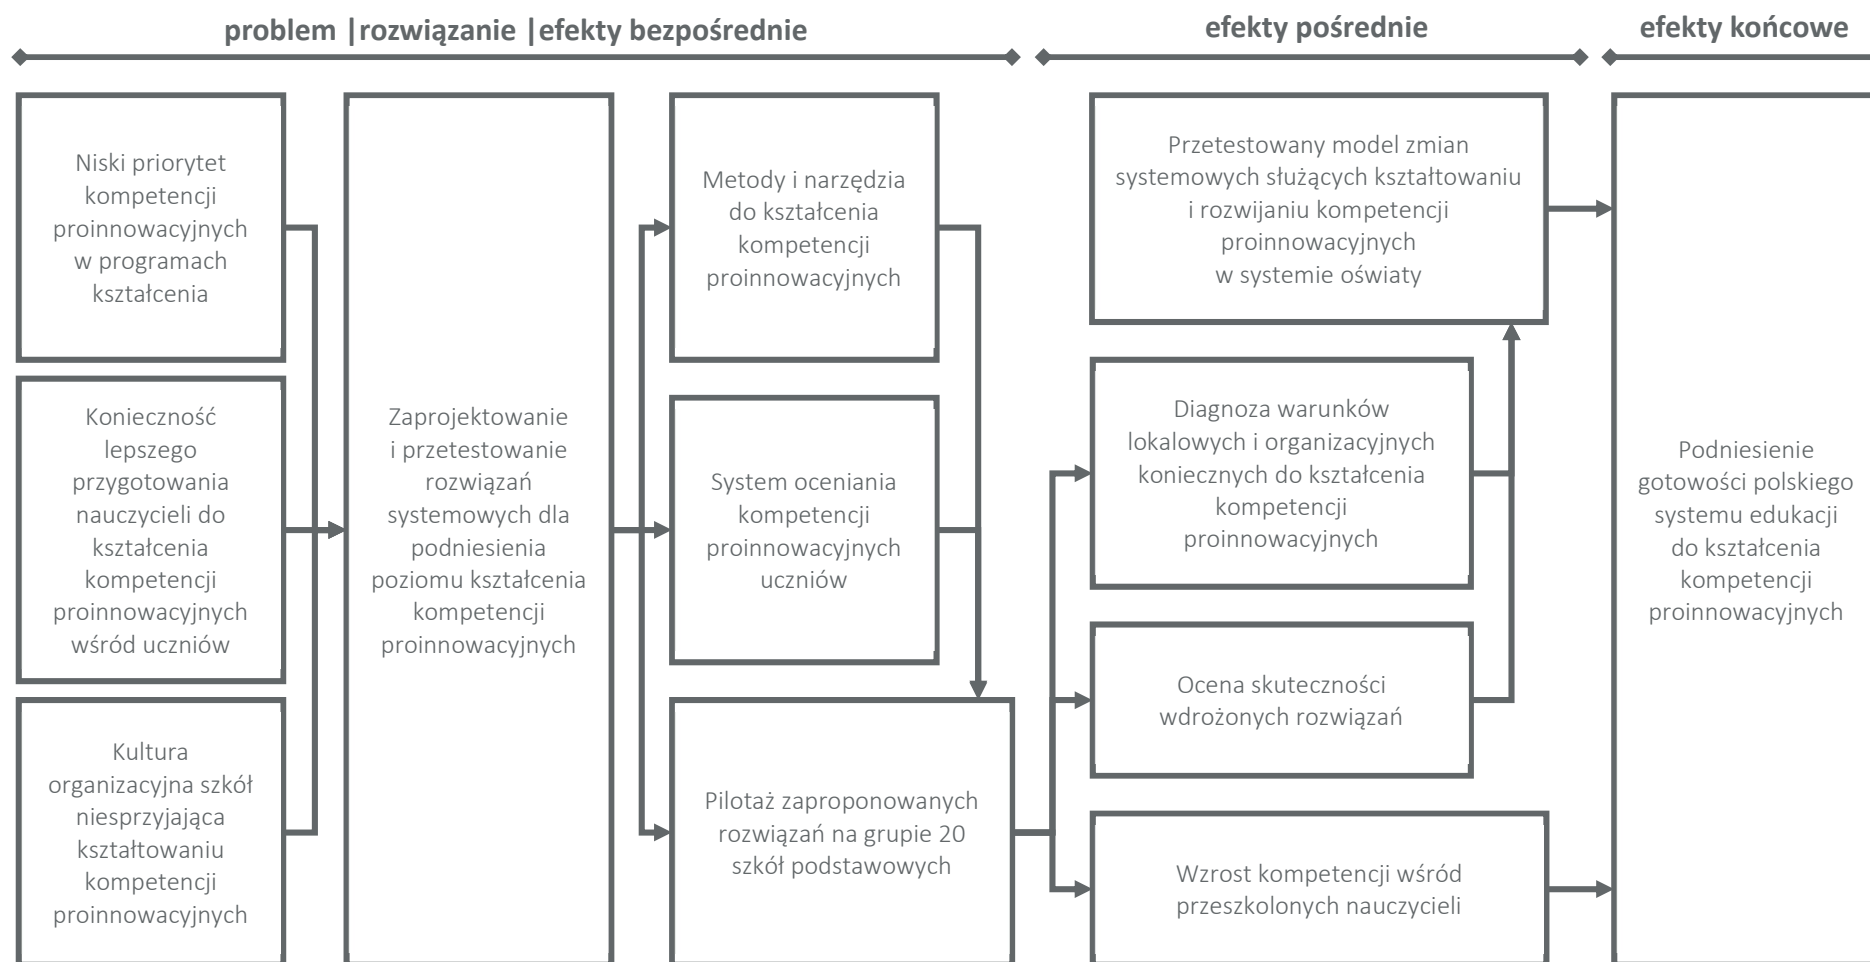 problem |rozwiązanie |efekty bezpośrednie
efekty pośrednie
efekty końcowe
Niski priorytet
kompetencji
proinnowacyjnych
w programach
kształcenia
Konieczność
lepszego
przygotowania
nauczycieli do
kształcenia
kompetencji
proinnowacyjnych
wśród uczniów
Kultura
organizacyjna szkół
niesprzyjająca
kształtowaniu
kompetencji
proinnowacyjnych
Zaprojektowanie
i przetestowanie
rozwiązań
systemowych dla
podniesienia
poziomu kształcenia
kompetencji
proinnowacyjnych
Metody i narzędzia
do kształcenia
kompetencji
proinnowacyjnych
System oceniania
kompetencji
proinnowacyjnych
uczniów
Pilotaż zaproponowanych
rozwiązań na grupie 20
szkół podstawowych
Przetestowany model zmian
systemowych służących kształtowaniu
i rozwijaniu kompetencji
proinnowacyjnych
w systemie oświaty
Diagnoza warunków
lokalowych i organizacyjnych
koniecznych do kształcenia
kompetencji
proinnowacyjnych
Ocena skuteczności
wdrożonych rozwiązań
Wzrost kompetencji wśród
przeszkolonych nauczycieli
Podniesienie
gotowości polskiego
systemu edukacji
do kształcenia
kompetencji
proinnowacyjnych